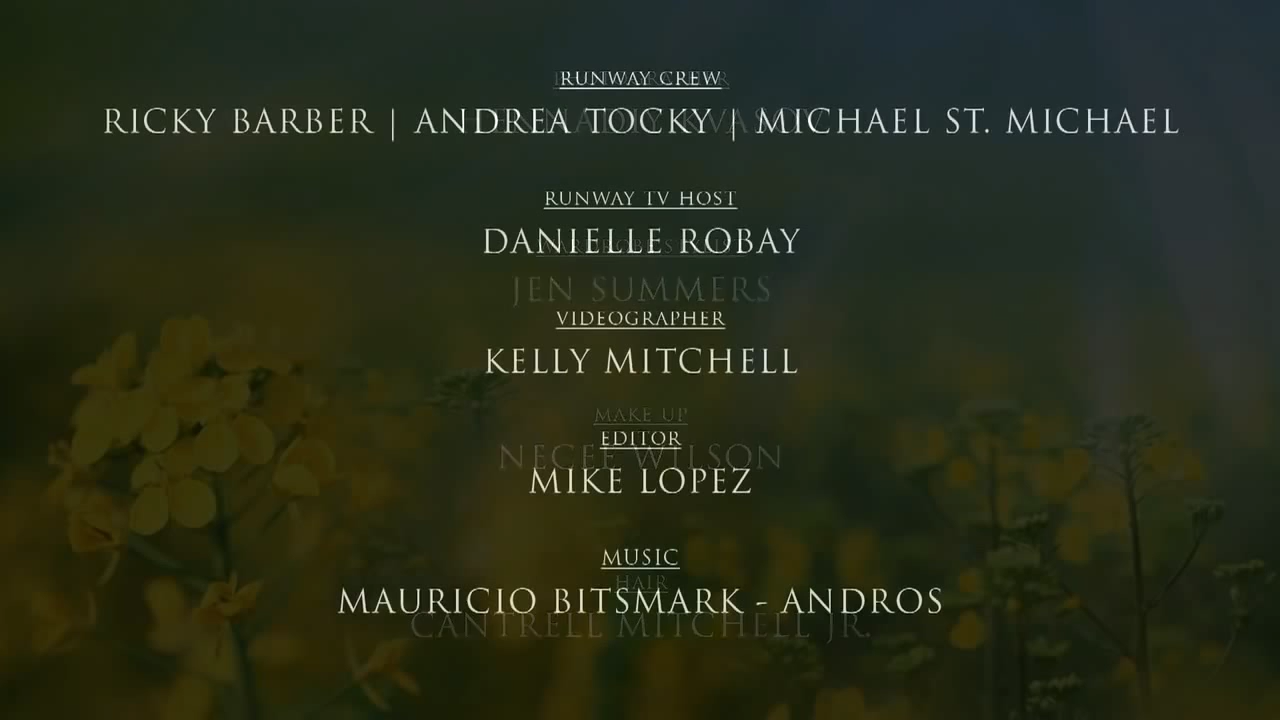 RUNWAY CREW
RICKY BARBER | ANDREA TOCKY | MICHAEL ST. MICHAEL
RUNWAY TV HOST
DANIELLE ROBAY
JEN SUMMERS
VIDEOGRAPHER
KELLY MITCHELL
MAKE UP
EDITOR
NECEE WILSON
MIKE LOPEZ
MUSIC
HAIR
MAURICIO BITSMARK - ANDROS
CANTRELL MITCHELL JR.